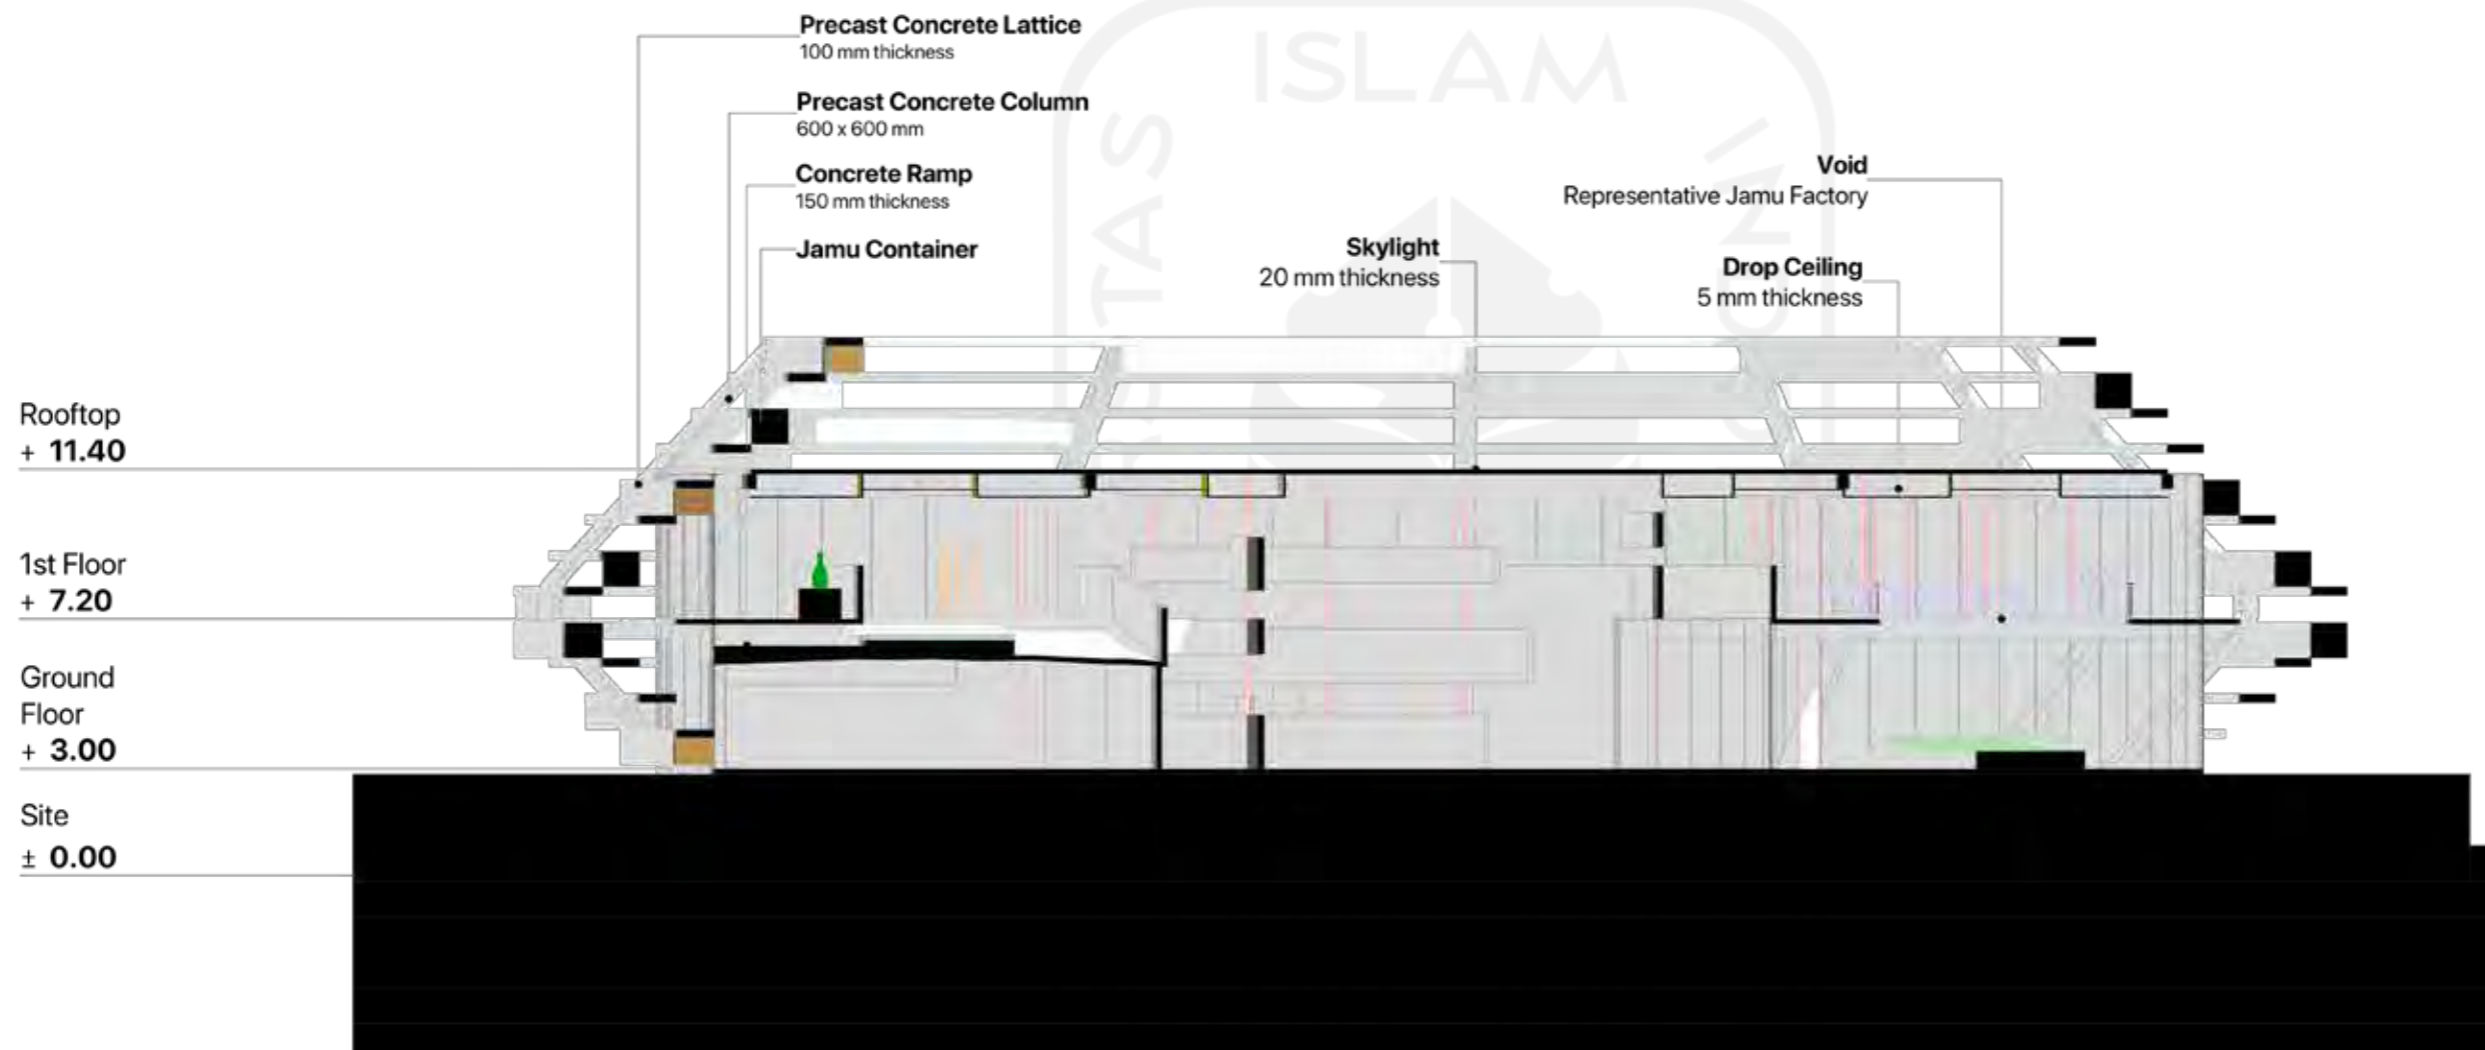 Precast Concrete Lattice
100 mm thickness
Precast Concrete Column
600 x 600 mm
Concrete Ramp
150 mm thickness
Jamu Container
Void
Representative Jamu Factory
Skylight
20 mm thickness
Drop Ceiling
5 mm thickness
Rooftop
+ 11.40
1st Floor
+ 7.20
Ground
Floor
+ 3.00
Site
± 0.00
ISLAM